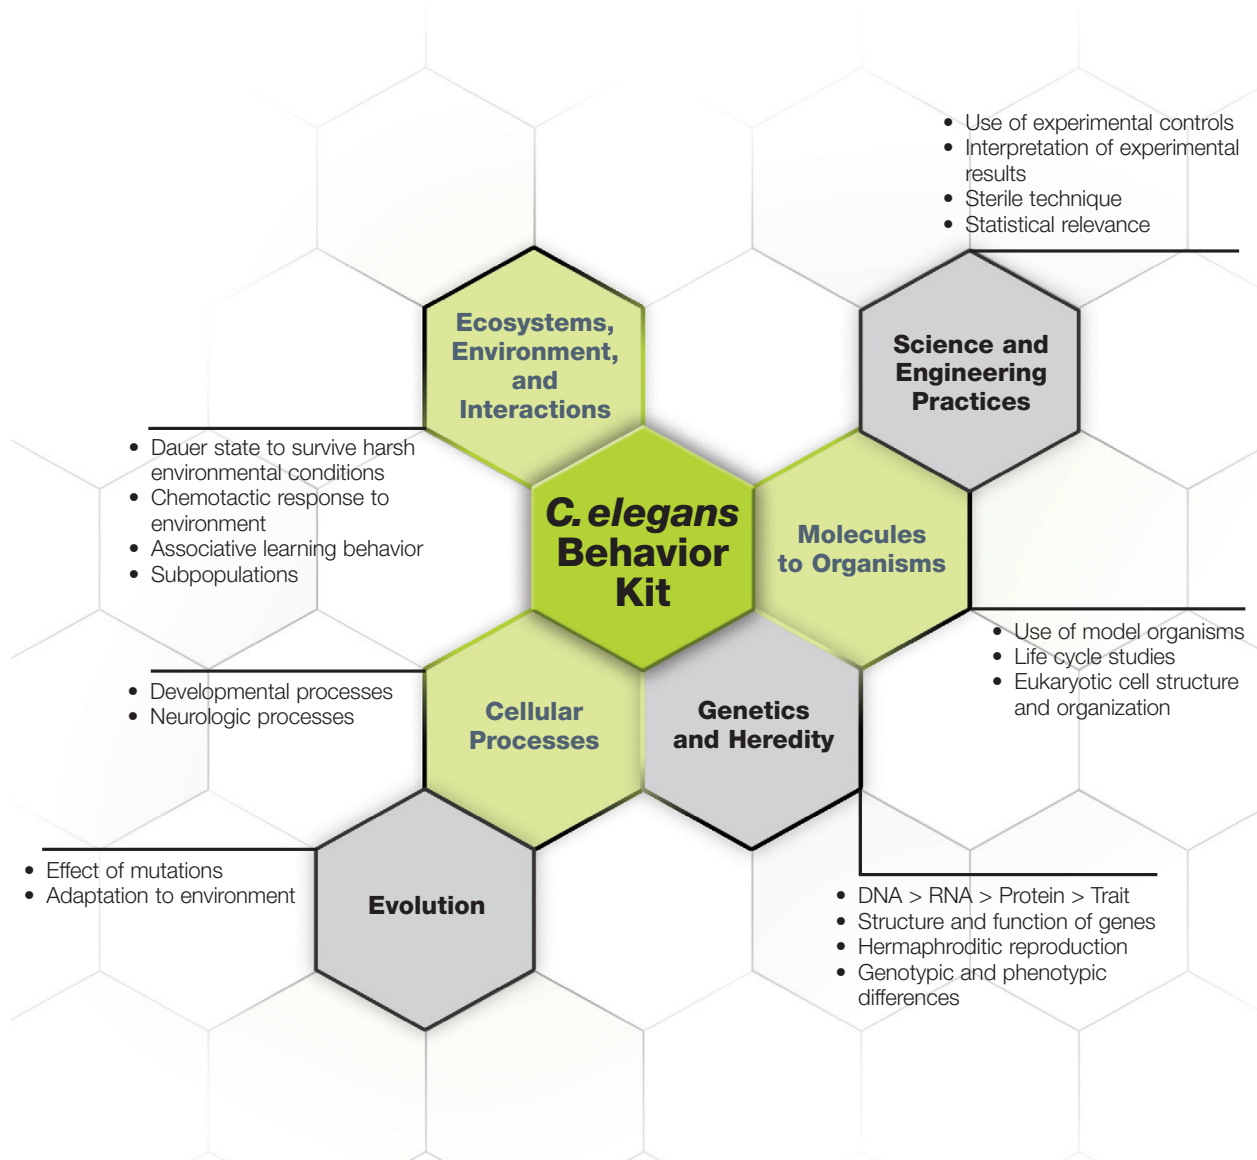 • Use of experimental controls
• Interpretation of experimental
results
• Sterile technique
• Statistical relevance
Ecosystems,
Environment,
and
Interactions
Science and
Engineering
Practices
• Dauer state to survive harsh
environmental conditions
• Chemotactic response to
environment
• Associative learning behavior
• Subpopulations
C. elegans
Behavior
Kit
Molecules
to Organisms
• Use of model organisms
• Life cycle studies
• Eukaryotic cell structure
and organization
• Developmental processes
• Neurologic processes
Cellular
Processes
Genetics
and Heredity
• Effect of mutations
• Adaptation to environment
Evolution
• DNA > RNA > Protein > Trait
• Structure and function of genes
• Hermaphroditic reproduction
• Genotypic and phenotypic
differences